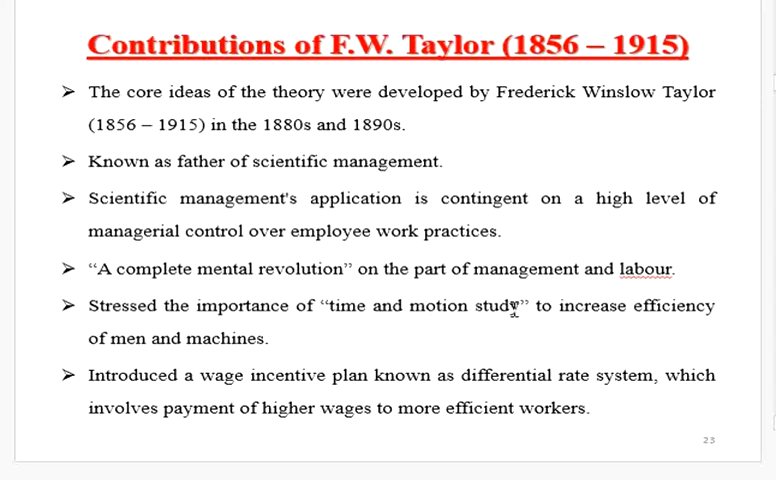 Contributions of F.W. Taylor (1856 – 1915)
➢ The core ideas of the theory were developed by Frederick Winslow Taylor
(1856 – 1915) in the 1880s and 1890s.
➢ Known as father of scientific management.
➢ Scientific management's application is contingent on a high level of
managerial control over employee work practices.
➢ “A complete mental revolution” on the part of management and labour.
➢ Stressed the importance of “time and motion study” to increase efficiency
of men and machines.
➢ Introduced a wage incentive plan known as differential rate system, which
involves payment of higher wages to more efficient workers.
23